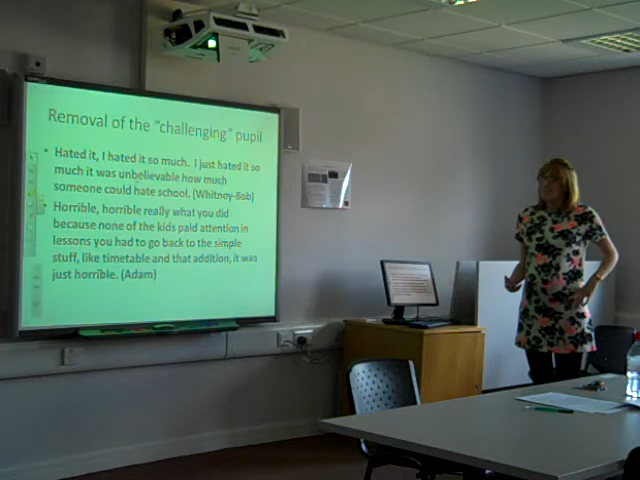 Removal of the "challenging" pupil
• Hated it, I hated it so much. I just hated it so
much it was unbelievable how much
someone could hate school. (Whitney-Bob)
• Horrible, horrible really what you did
because none of the kids paid attention in
lessons you had to go back to the simple
stuff, like timetable and that addition, it was
just horrible. (Adam)